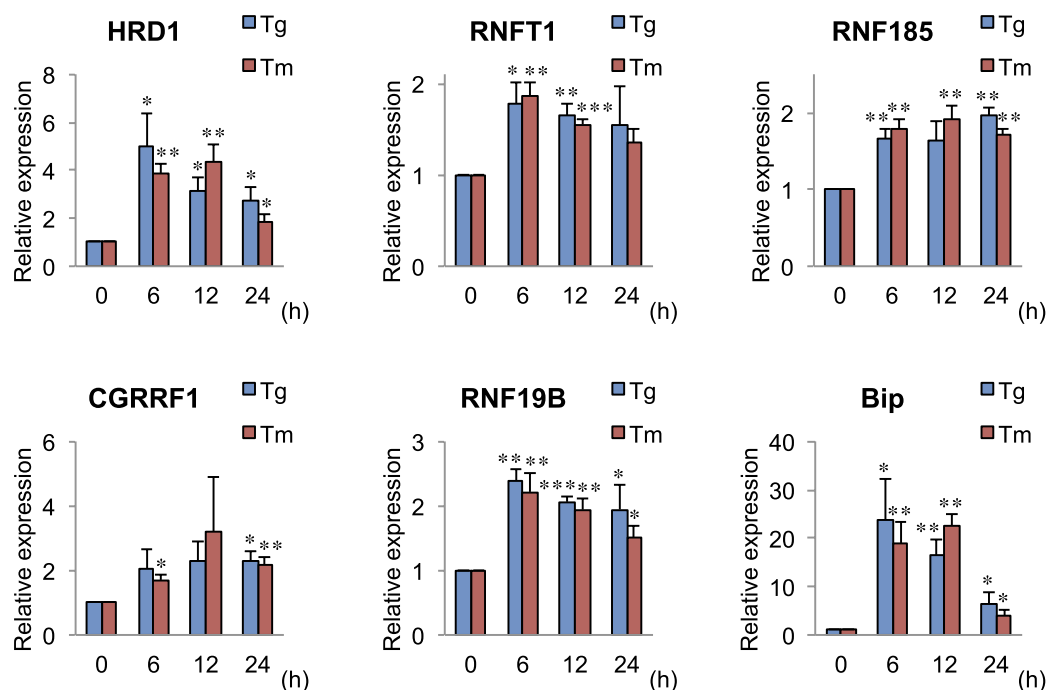 HRD1
Tg
Tm
Relative expression
8
6
4
2
0
* ** * ** * *
0 6 12 24 (h)
RNFT1
Tg
Tm
Relative expression
2
1
0
* ** ** ***
0 6 12 24 (h)
RNF185
Tg
Tm
Relative expression
2
1
0
** ** ** ** **
0 6 12 24 (h)
CGRRF1
Tg
Tm
Relative expression
6
4
2
0
* * **
0 6 12 24 (h)
RNF19B
Tg
Tm
Relative expression
3
2
1
0
** ** *** ** * *
0 6 12 24 (h)
Bip
Tg
Tm
Relative expression
40
30
20
10
0
* ** ** ** * *
0 6 12 24 (h)